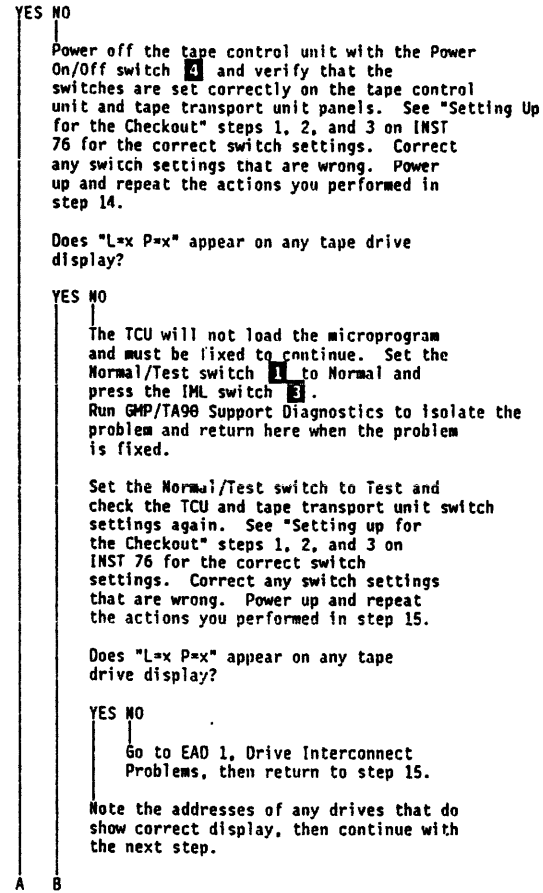 YES NO
Power off the tape control unit with the Power
On/Off switch 4 and verify that the
switches are set correctly on the tape control
unit and tape transport unit panels. See "Setting Up
for the Checkout" steps 1, 2, and 3 on INST
76 for the correct switch settings. Correct
any switch settings that are wrong. Power
up and repeat the actions you performed in
step 14.
Does "L=x P=x" appear on any tape drive
display?
YES NO
The TCU will not load the microprogram
and must be fixed to continue. Set the
Normal/Test switch 1 to Normal and
press the IML switch 3 .
Run GMP/TA90 Support Diagnostics to isolate the
problem and return here when the problem
is fixed.
Set the Normal/Test switch to Test and
check the TCU and tape transport unit switch
settings again. See "Setting up for
the Checkout" steps 1, 2, and 3 on
INST 76 for the correct switch
settings. Correct any switch settings
that are wrong. Power up and repeat
the actions you performed in step 15.
Does "L=x P=x" appear on any tape
drive display?
YES NO
Go to EAD 1, Drive Interconnect
Problems, then return to step 15.
Note the addresses of any drives that do
show correct display, then continue with
the next step.
A B